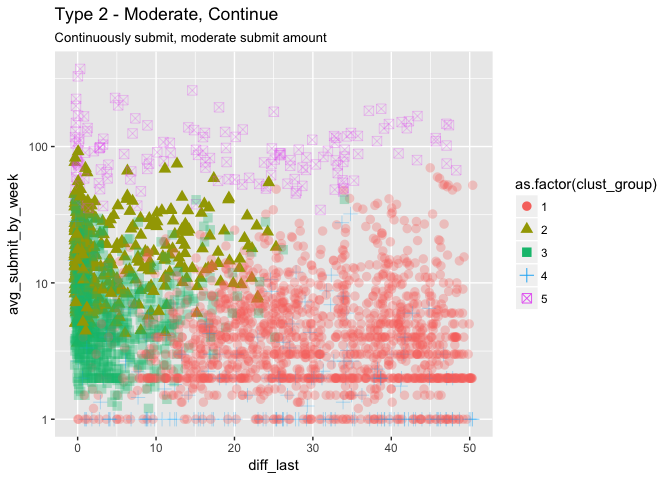 Type 2 - Moderate, Continue
Continuously submit, moderate submit amount
avg_submit_by_week
100
10
1
0 10 20 30 40 50
diff_last
as.factor(clust_group)
1
2
3
4
5